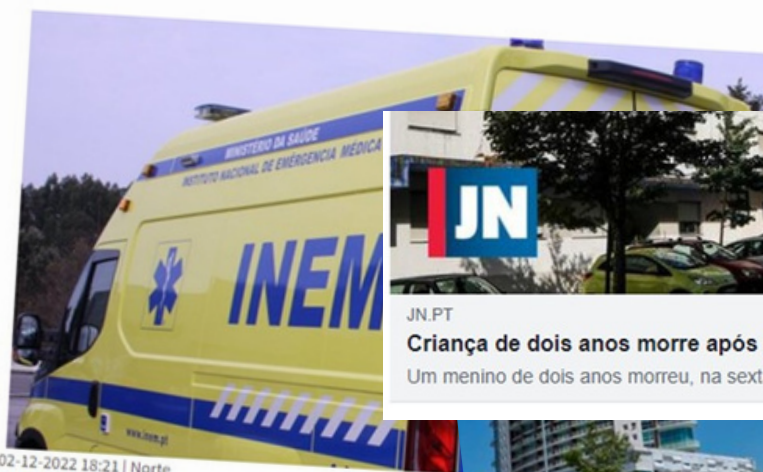 MINISTÉRIO DA SAÚDE
INSTITUTO NACIONAL DE EMERGÊNCIA MÉDICA
INEM
www.inem.pt
02-12-2022 18:21 | Norte
JN
JN.PT
Criança de dois anos morre após
Um menino de dois anos morreu, na sext